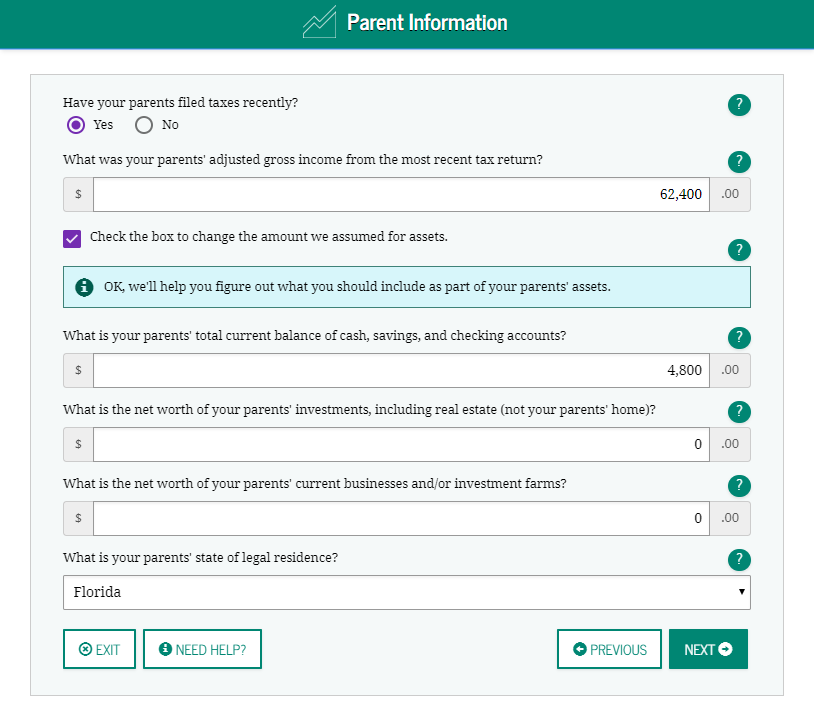 Parent Information
Have your parents filed taxes recently?
?
Yes No
What was your parents' adjusted gross income from the most recent tax return?
?
$ 62,400 .00
Check the box to change the amount we assumed for assets.
?
OK, we'll help you figure out what you should include as part of your parents' assets.
What is your parents' total current balance of cash, savings, and checking accounts?
?
$ 4,800 .00
What is the net worth of your parents' investments, including real estate (not your parents' home)?
?
$ 0 .00
What is the net worth of your parents' current businesses and/or investment farms?
?
$ 0 .00
What is your parents' state of legal residence?
?
Florida
EXIT NEED HELP? PREVIOUS NEXT